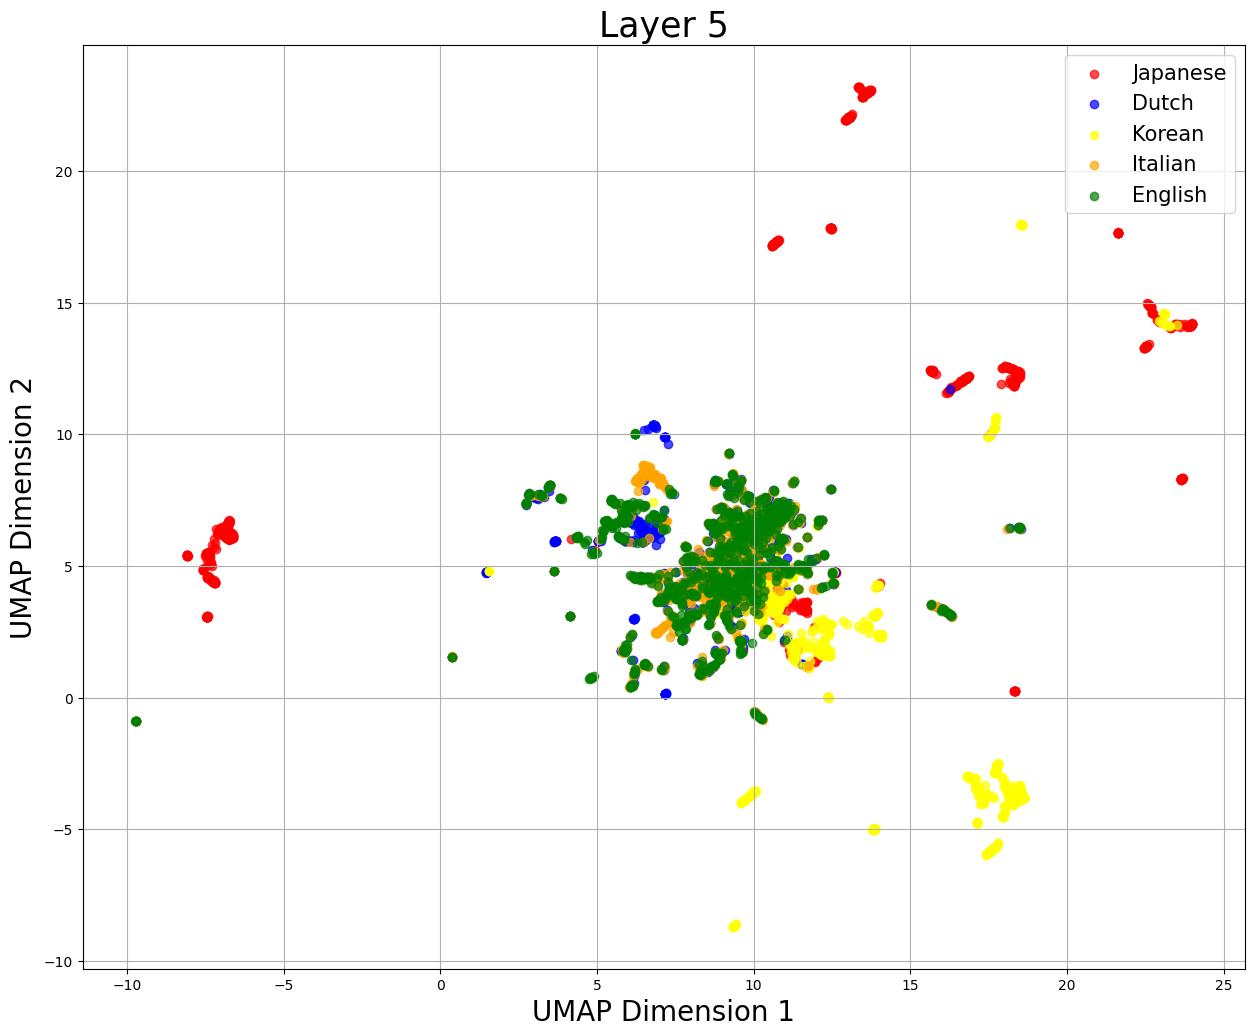 Layer 5
Japanese
Dutch
Korean
Italian
English
20
15
10
5
0
−5
−10
UMAP Dimension 2
−10 −5 0 5 10 15 20 25
UMAP Dimension 1